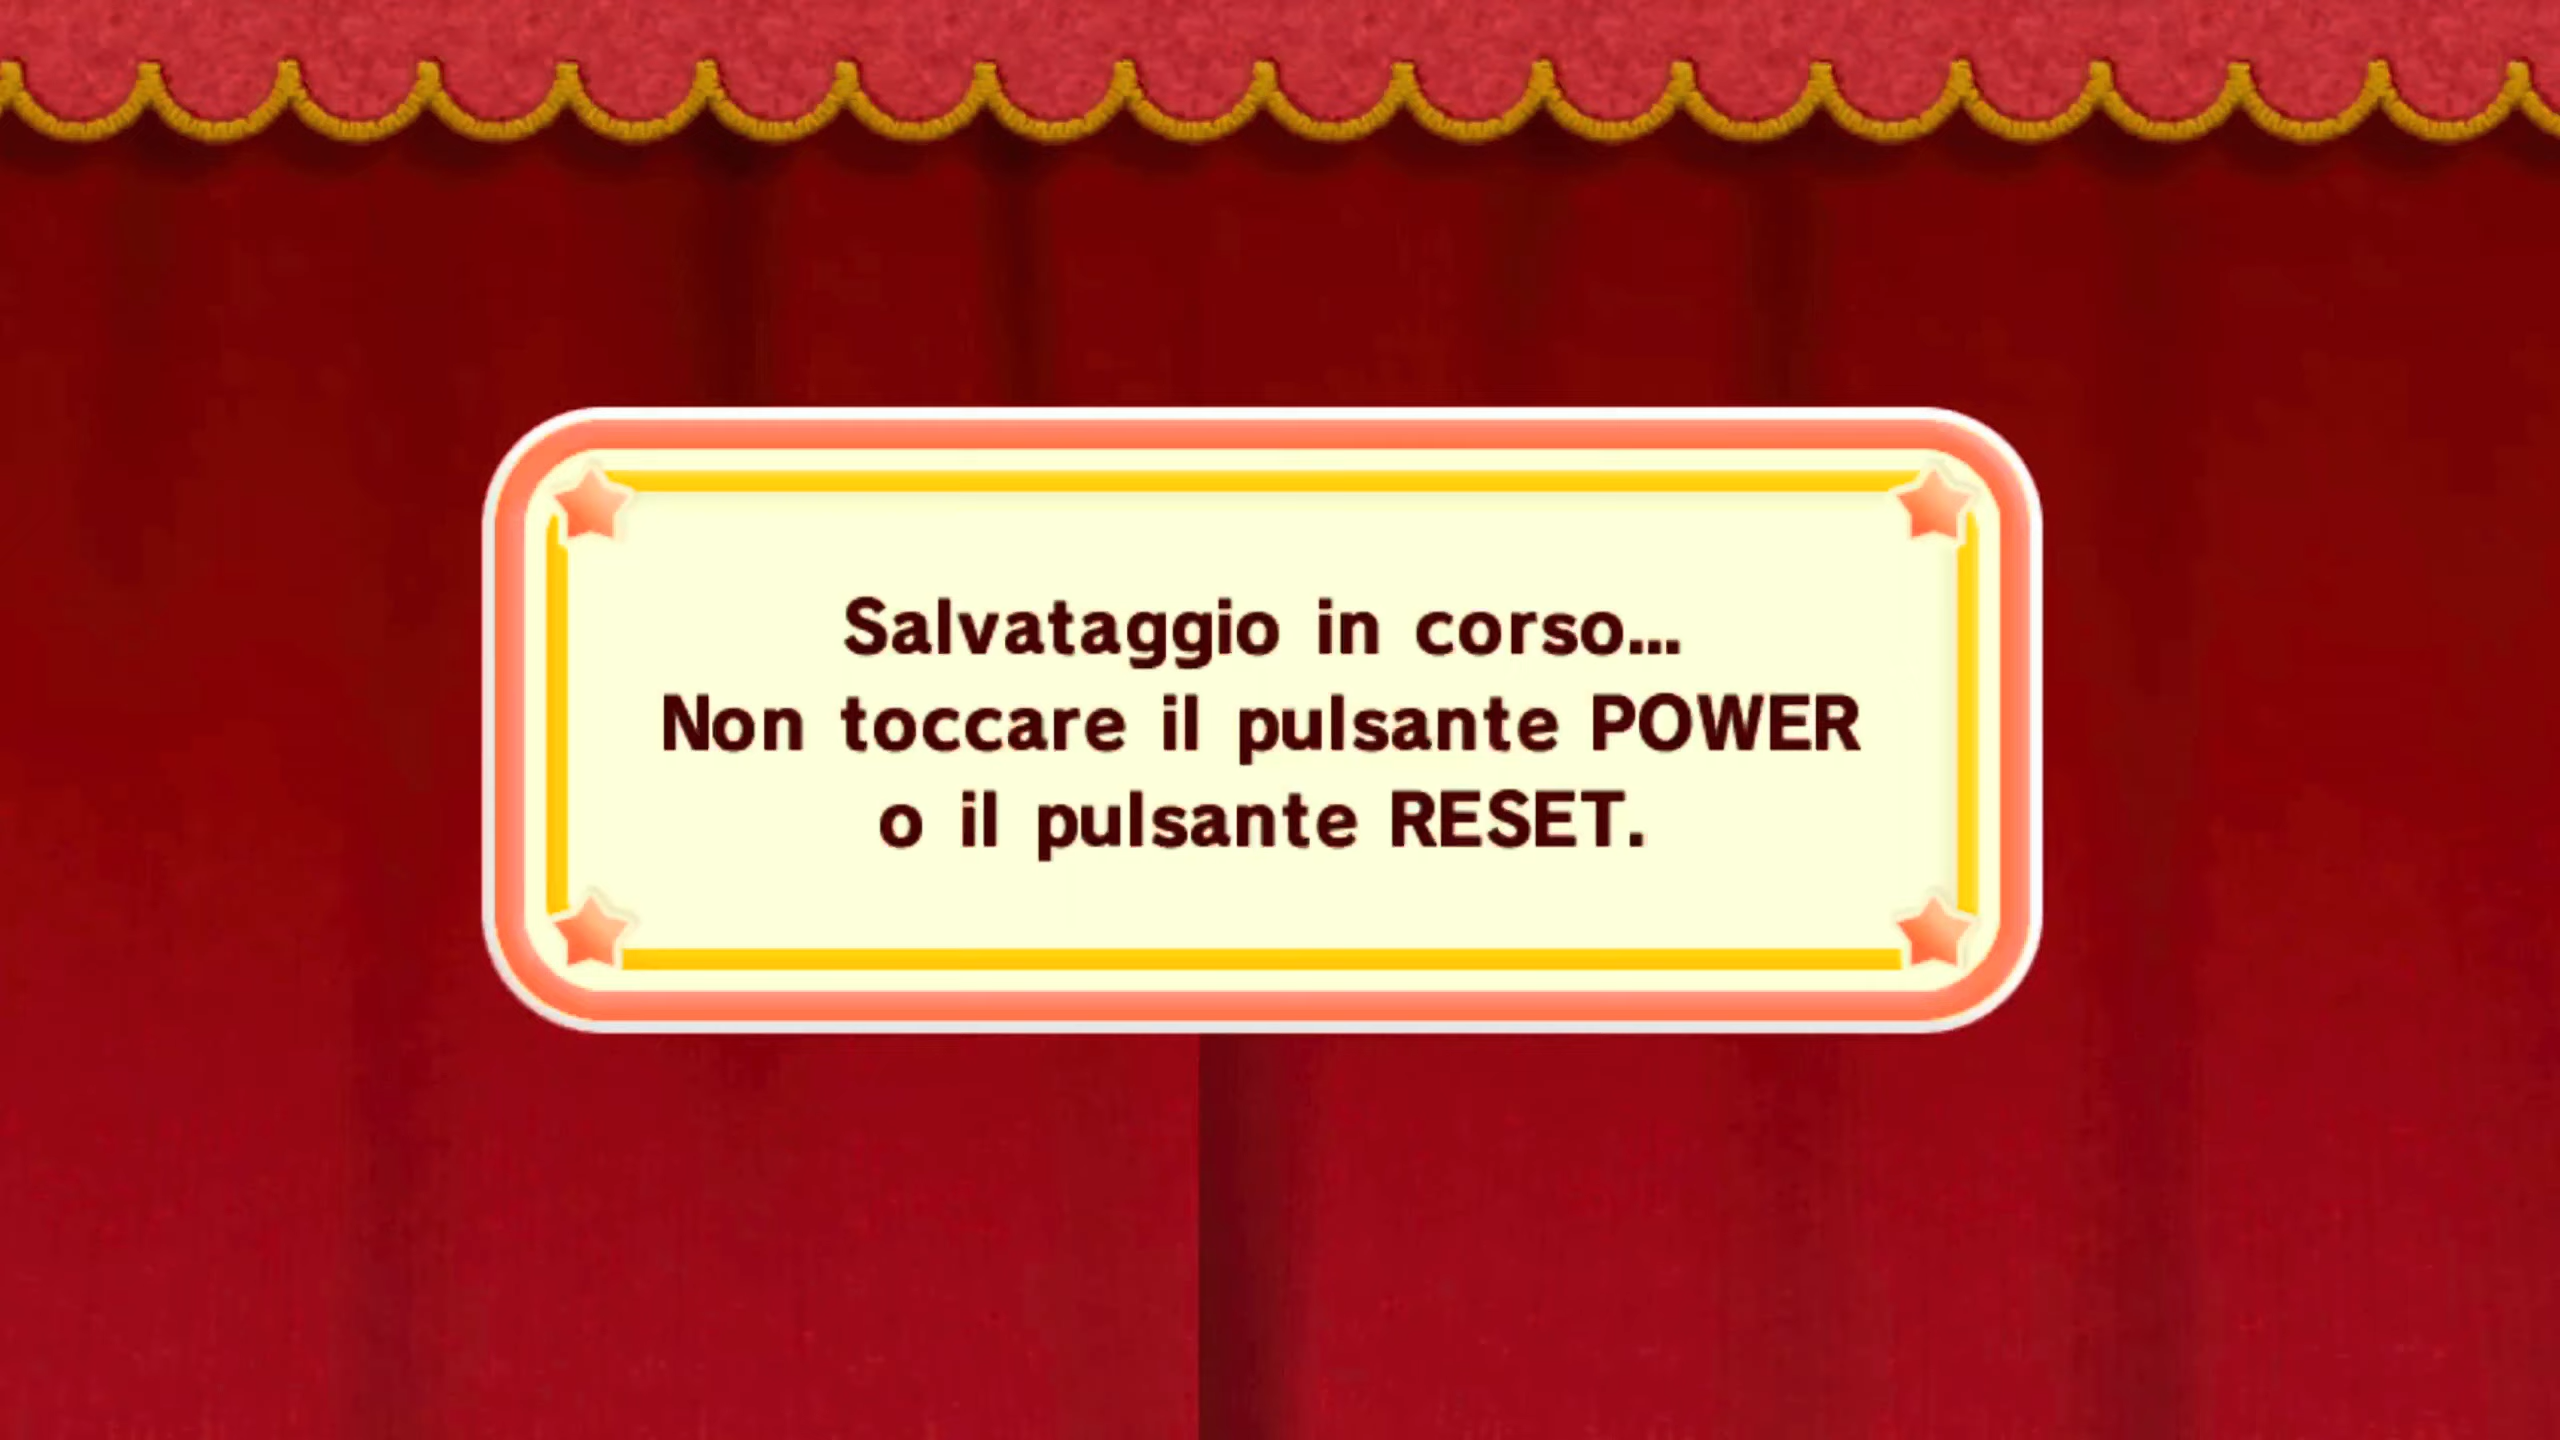 Salvataggio in corso...
Non toccare il pulsante POWER
o il pulsante RESET.